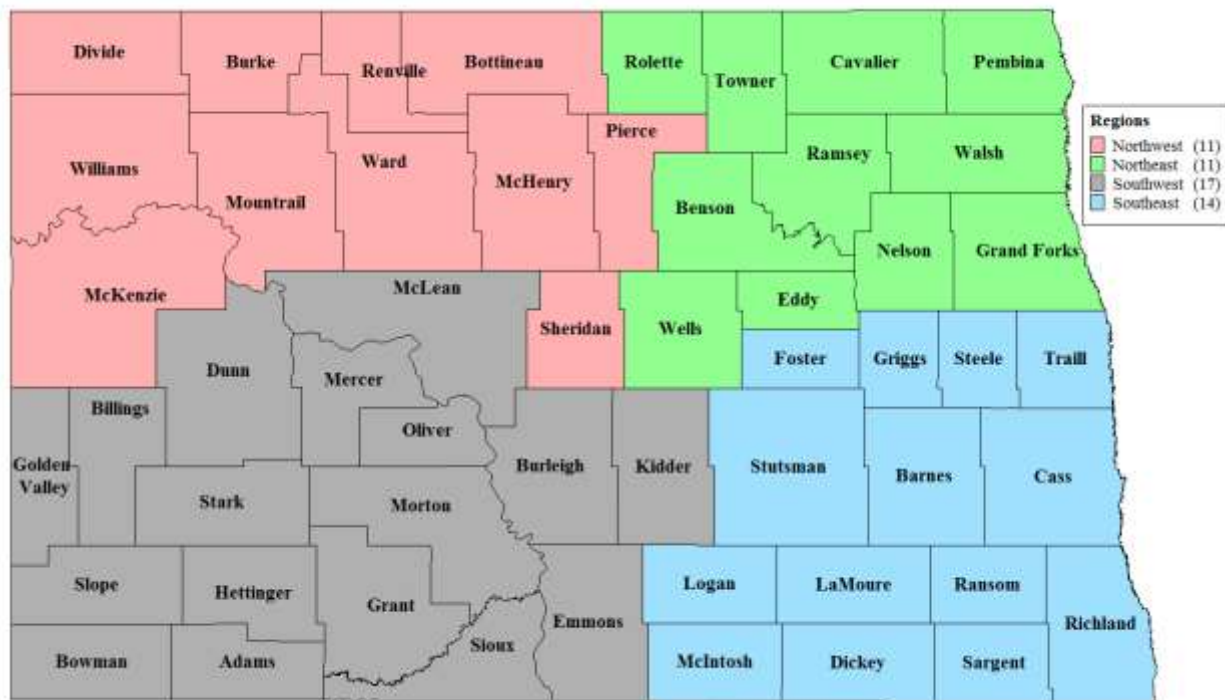 Divide
Burke
Renville
Bottineau
Rolette
Towner
Cavalier
Pembina
Regions
Northwest (11)
Northeast (11)
Southwest (17)
Southeast (14)
Williams
Mountrail
Ward
McHenry
Pierce
Benson
Ramsey
Walsh
Nelson
Grand Forks
McKenzie
McLean
Sheridan
Wells
Eddy
Foster
Griggs
Steele
Traill
Dunn
Mercer
Oliver
Billings
Golden
Valley
Stark
Morton
Burleigh
Kidder
Stutsman
Barnes
Cass
Slope
Hettinger
Grant
Sioux
Emmons
Logan
LaMoure
Ransom
Richland
Bowman
Adams
McIntosh
Dickey
Sargent